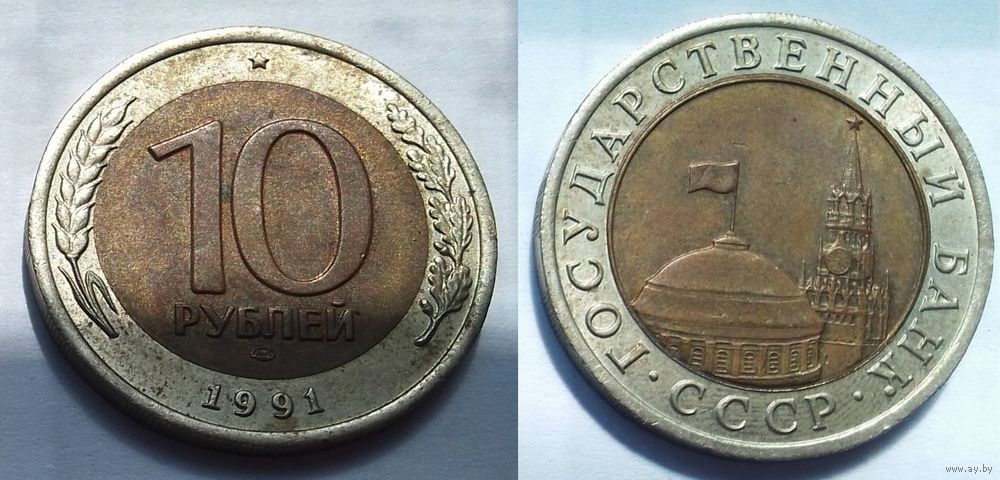 10
РУБЛЕЙ
1991
ГОСУДАРСТВЕННЫЙ БАНК
· СССР ·
www.ay.by